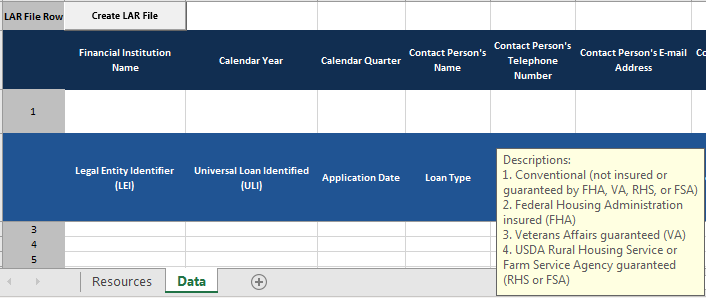 LAR File Row
Create LAR File
Financial Institution
Name
Calendar Year
Calendar Quarter
Contact Person's
Name
Contact Person's
Telephone
Number
Contact Person's E-mail
Address
1
Legal Entity Identifier
(LEI)
Universal Loan Identified
(ULI)
Application Date
Loan Type
Descriptions:
1. Conventional (not insured or
guaranteed by FHA, VA, RHS, or FSA)
2. Federal Housing Administration
insured (FHA)
3. Veterans Affairs guaranteed (VA)
4. USDA Rural Housing Service or
Farm Service Agency guaranteed
(RHS or FSA)
3
4
5
Resources
Data